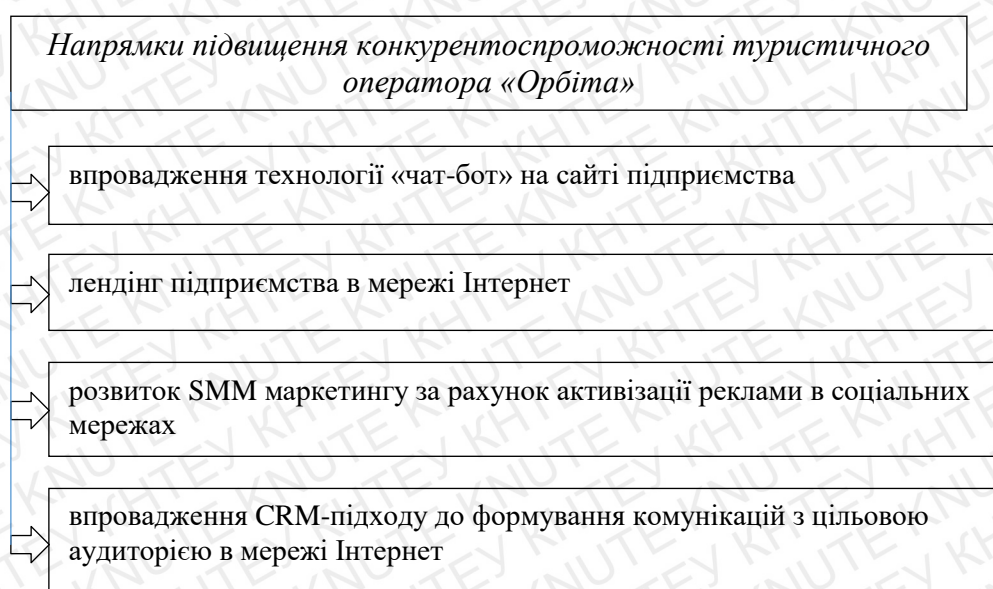 Напрямки підвищення конкурентоспроможності туристичного
оператора «Орбіта»
впровадження технології «чат-бот» на сайті підприємства
лендінг підприємства в мережі Інтернет
розвиток SMM маркетингу за рахунок активізації реклами в соціальних
мережах
впровадження CRM-підходу до формування комунікацій з цільовою
аудиторією в мережі Інтернет